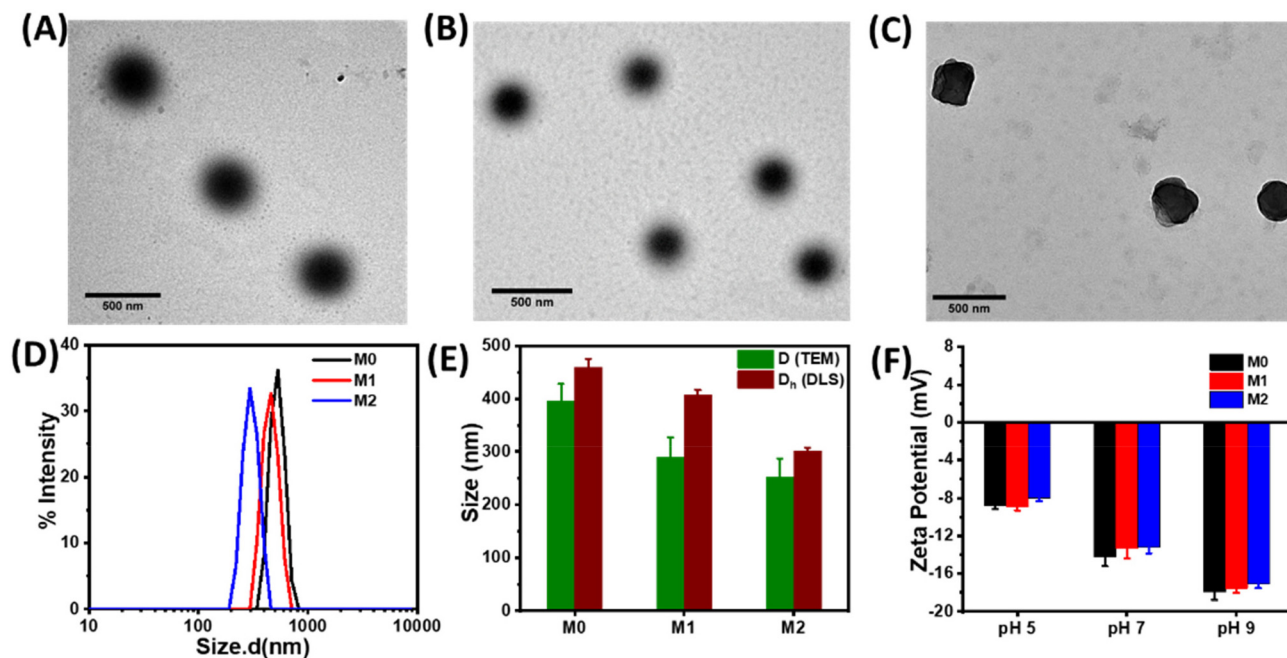 (A)
500 nm
(B)
500 nm
(C)
500 nm
(D)
% Intensity
40
30
20
10
0
M0
M1
M2
10 100 1000 10000
Size.d(nm)
(E)
Size (nm)
500
400
300
200
100
0
D (TEM)
Dₕ (DLS)
M0 M1 M2
(F)
Zeta Potential (mV)
8
4
0
-4
-8
-12
-16
-20
M0
M1
M2
pH 5 pH 7 pH 9